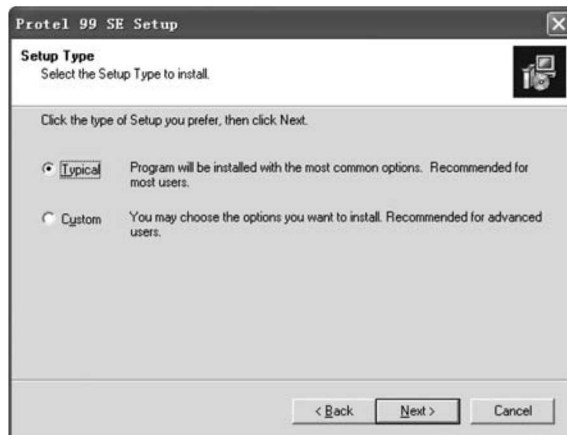 Protel 99 SE Setup
Setup Type
Select the Setup Type to install.
Click the type of Setup you prefer, then click Next.
Typical Program will be installed with the most common options. Recommended for
most users.
Custom You may choose the options you want to install. Recommended for advanced
users.
< Back Next > Cancel